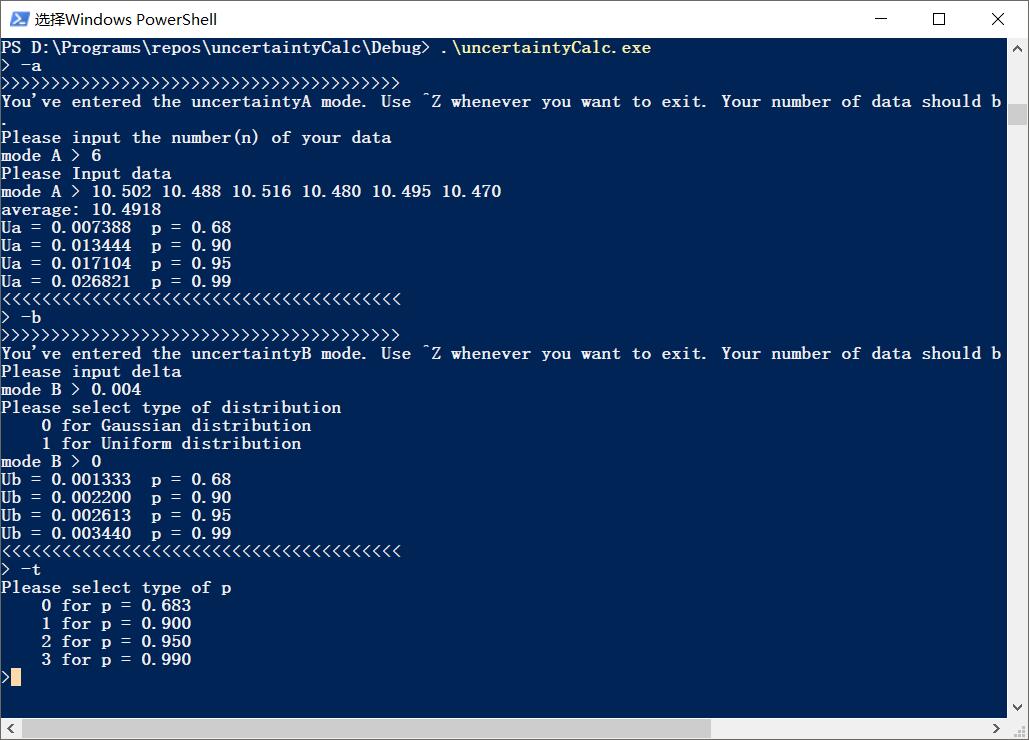 选择Windows PowerShell
PS D:\Programs\repos\uncertaintyCalc\Debug> .\uncertaintyCalc.exe
> -a
>>>>>>>>>>>>>>>>>>>>>>>>>>>>>>>>>>>>>>>>
You've entered the uncertaintyA mode. Use ^Z whenever you want to exit. Your number of data should b
.
Please input the number(n) of your data
mode A > 6
Please Input data
mode A > 10.502 10.488 10.516 10.480 10.495 10.470
average: 10.4918
Ua = 0.007388  p = 0.68
Ua = 0.013444  p = 0.90
Ua = 0.017104  p = 0.95
Ua = 0.026821  p = 0.99
<<<<<<<<<<<<<<<<<<<<<<<<<<<<<<<<<<<<<<<<
> -b
>>>>>>>>>>>>>>>>>>>>>>>>>>>>>>>>>>>>>>>>
You've entered the uncertaintyB mode. Use ^Z whenever you want to exit. Your number of data should b
Please input delta
mode B > 0.004
Please select type of distribution
    0 for Gaussian distribution
    1 for Uniform distribution
mode B > 0
Ub = 0.001333  p = 0.68
Ub = 0.002200  p = 0.90
Ub = 0.002613  p = 0.95
Ub = 0.003440  p = 0.99
<<<<<<<<<<<<<<<<<<<<<<<<<<<<<<<<<<<<<<<<
> -t
Please select type of p
    0 for p = 0.683
    1 for p = 0.900
    2 for p = 0.950
    3 for p = 0.990
>